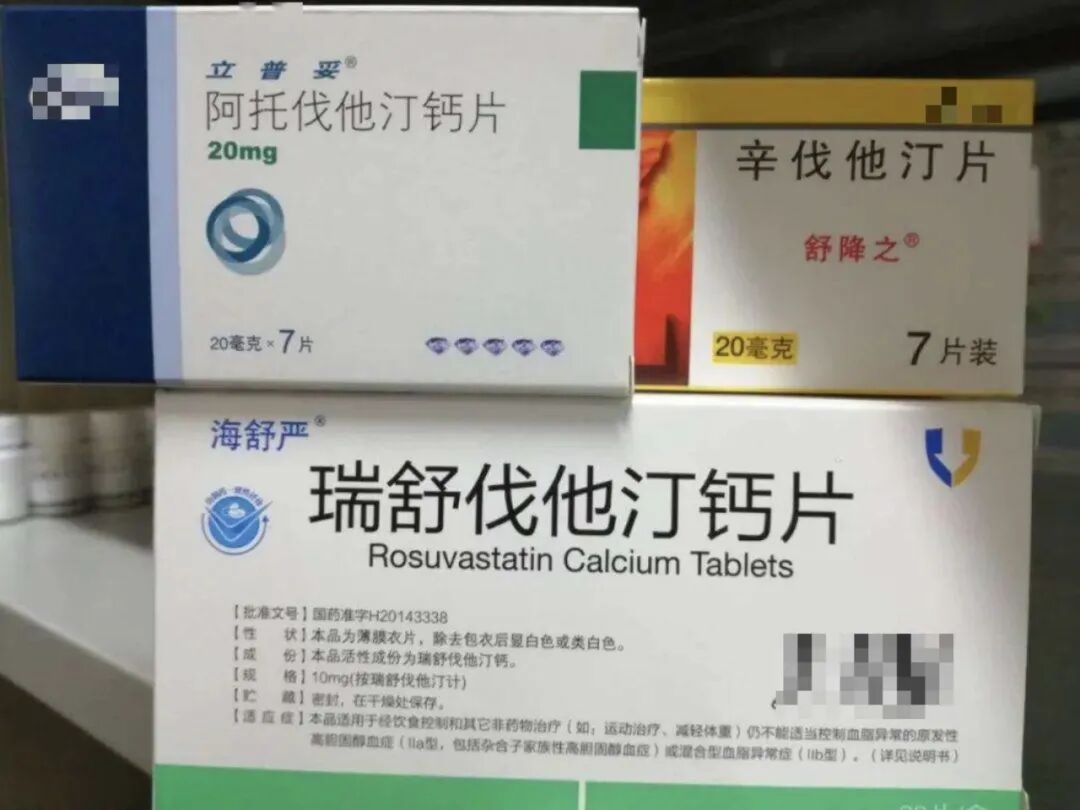 立普妥®
阿托伐他汀钙片
20mg
20毫克×7片
辛伐他汀片
舒降之®
20毫克
7片装
海舒严®
瑞舒伐他汀钙片
Rosuvastatin Calcium Tablets
【批准文号】国药准字H20143338
【性 状】本品为薄膜衣片，除去包衣后显白色或类白色。
【成 份】本品活性成份为瑞舒伐他汀钙。
【规 格】10mg(按瑞舒伐他汀计)
【贮 藏】密封，在干燥处保存。
【适应症】本品适用于经饮食控制和其它非药物治疗（如：运动治疗、减轻体重）仍不能适当控制血脂异常的原发性
高胆固醇血症（IIa型，包括杂合子家族性高胆固醇血症）或混合型血脂异常症（IIb型）。（详见说明书）